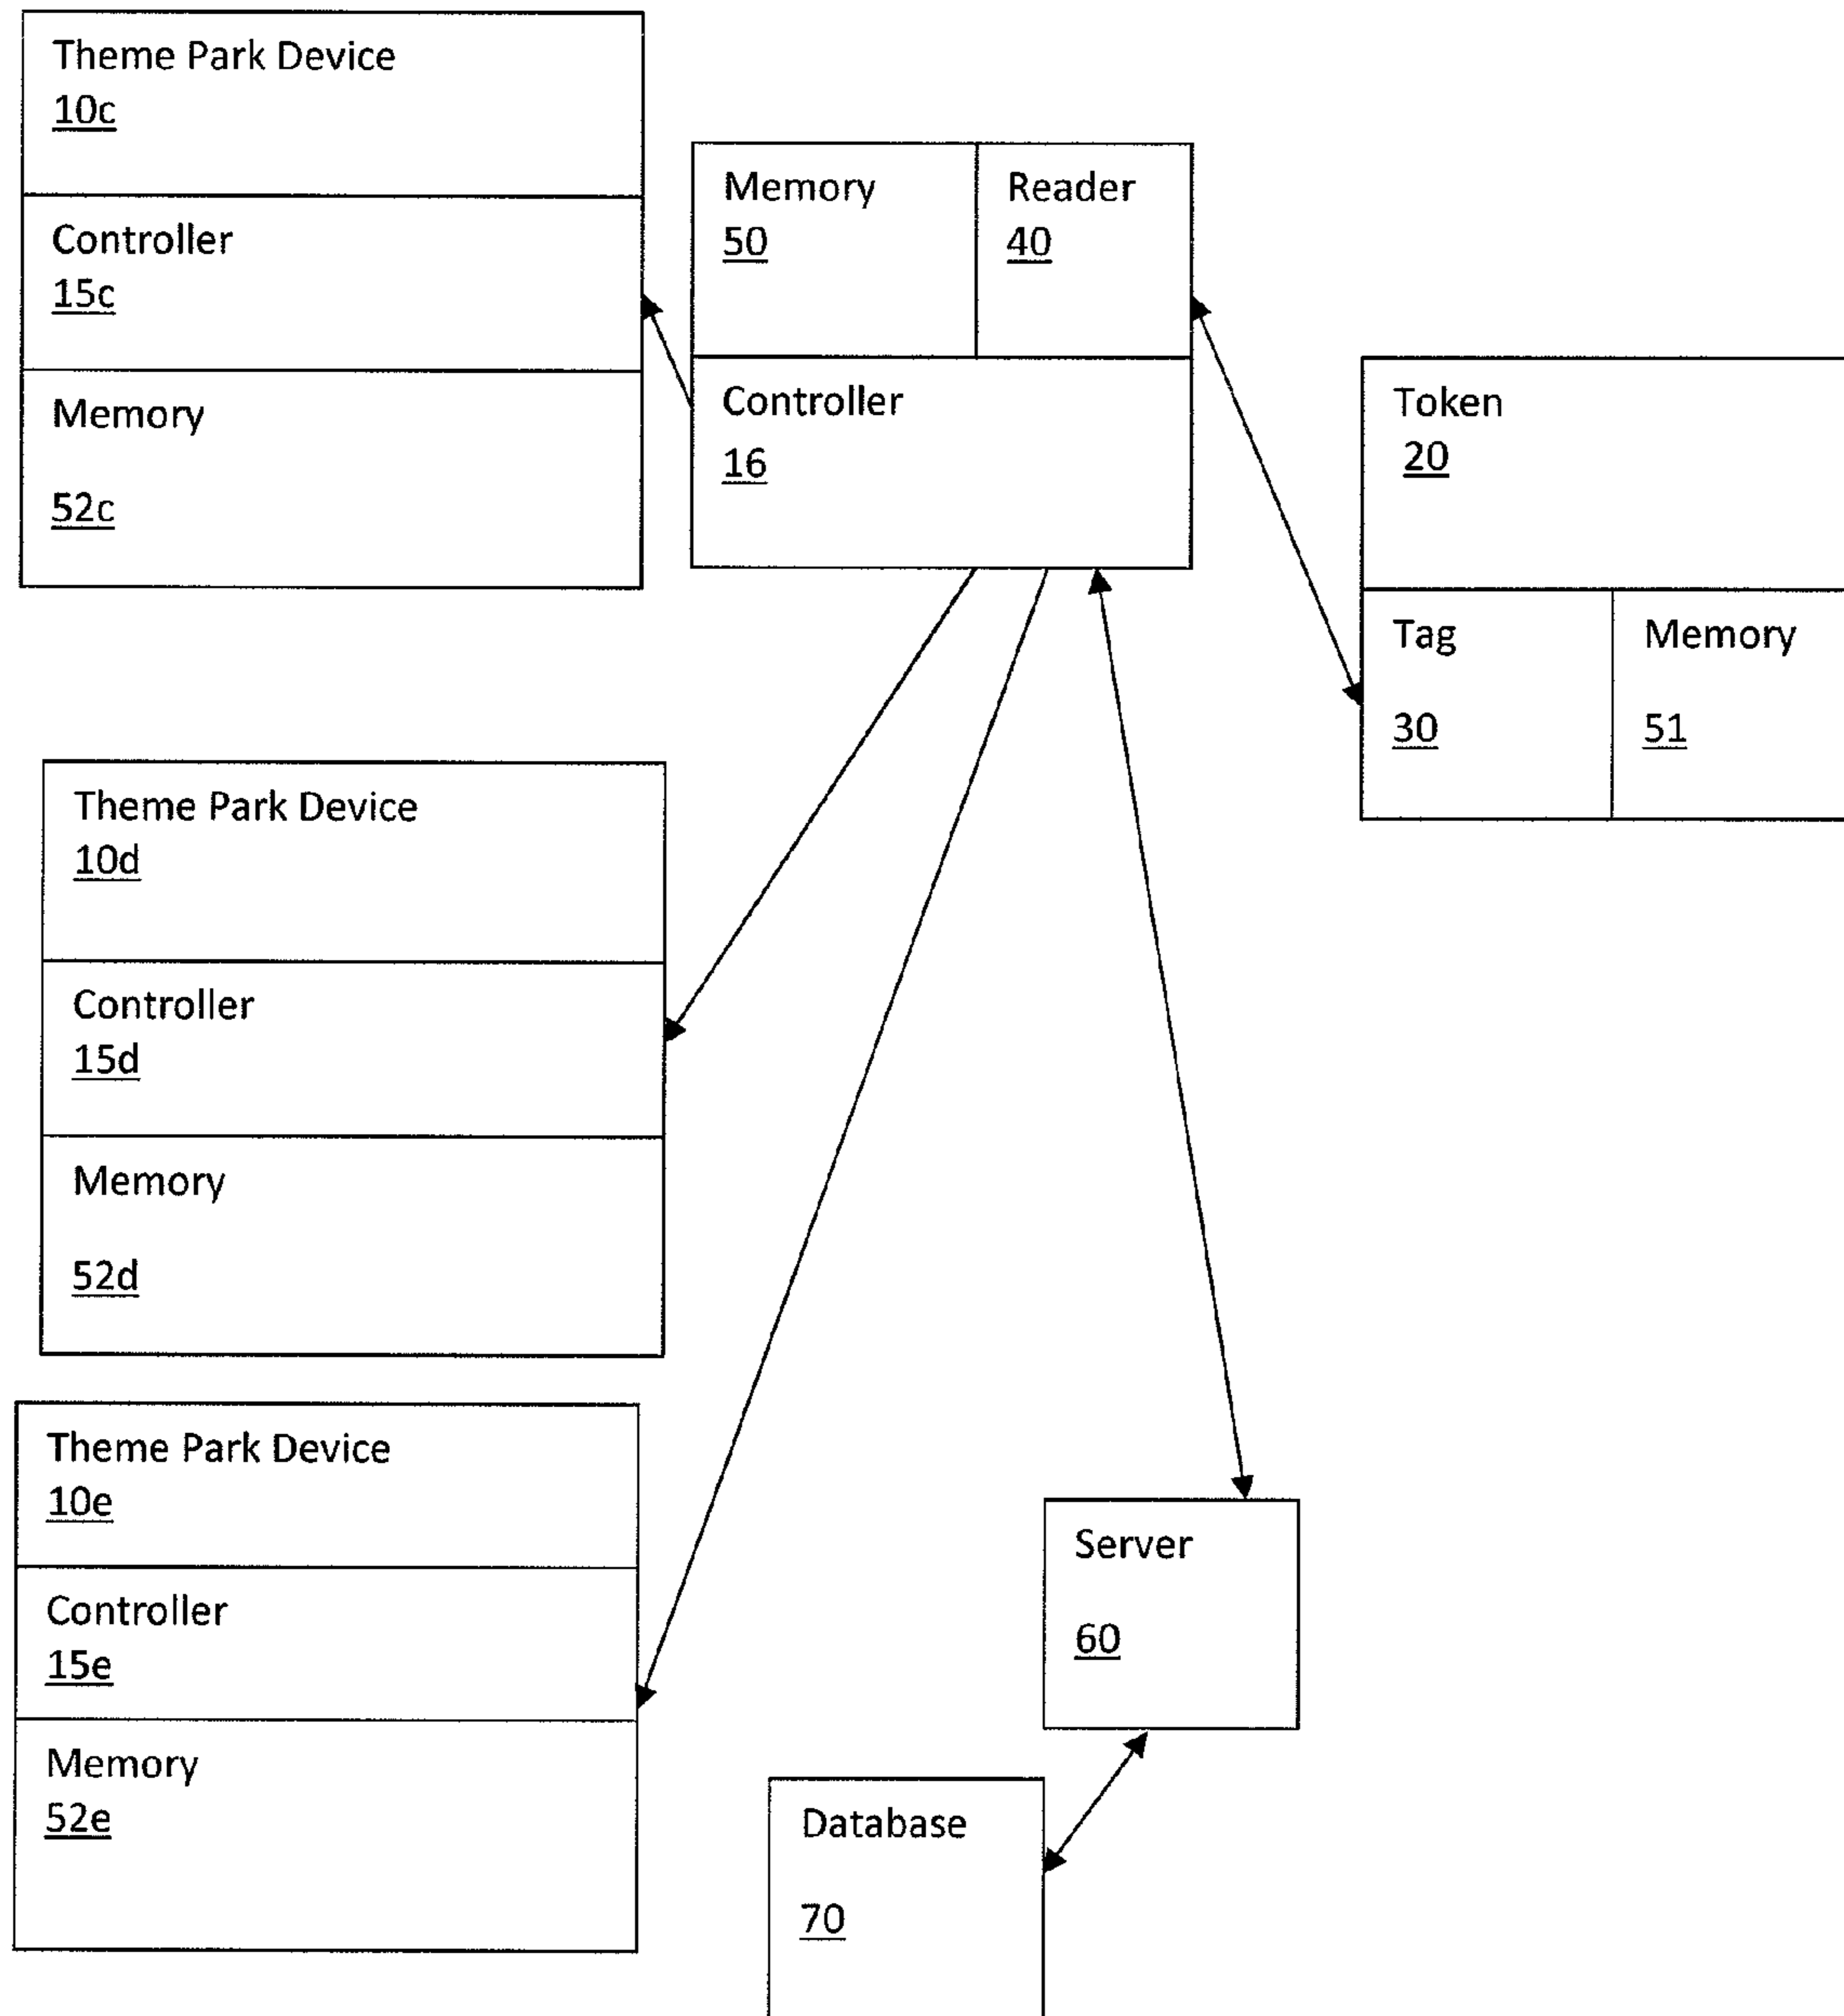 Theme Park Device
10c
Controller
15c
Memory
52c
Memory
50
Reader
40
Controller
16
Token
20
Tag
30
Memory
51
Theme Park Device
10d
Controller
15d
Memory
52d
Theme Park Device
10e
Controller
15e
Memory
52e
Server
60
Database
70